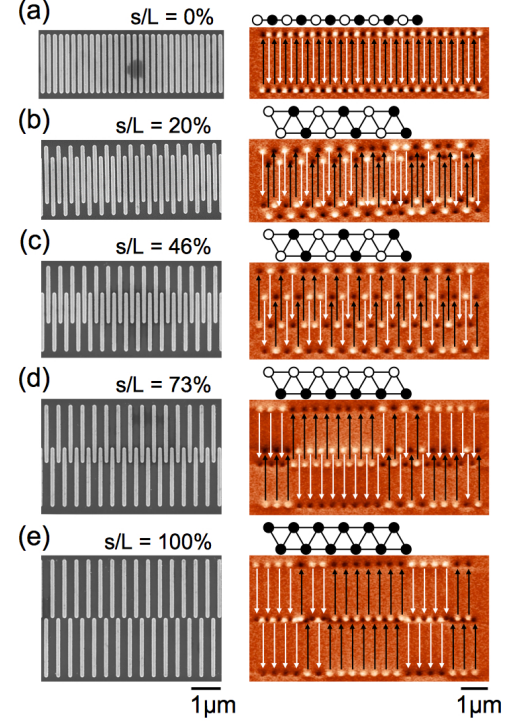 (a) s/L = 0%
(b) s/L = 20%
(c) s/L = 46%
(d) s/L = 73%
(e) s/L = 100%
1μm 1μm